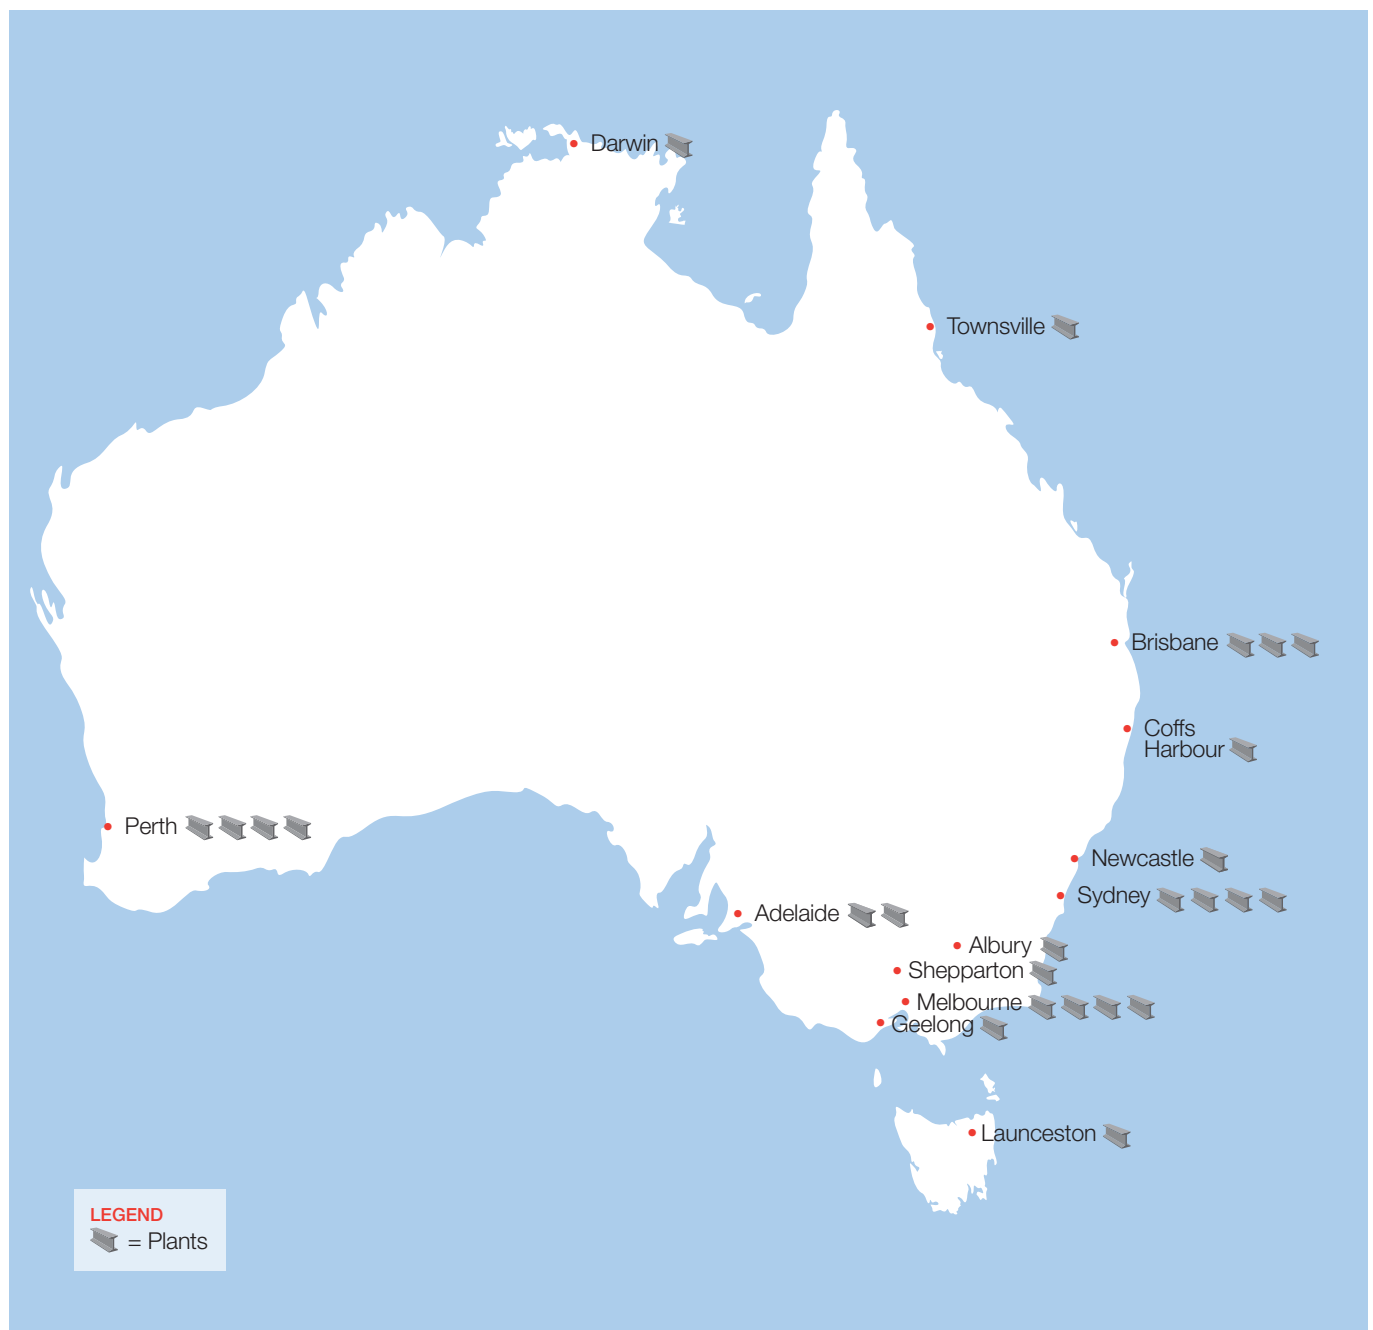 Darwin
Townsville
Brisbane
Coffs
Harbour
Perth
Newcastle
Sydney
Adelaide
Albury
Shepparton
Melbourne
Geelong
Launceston
LEGEND
= Plants